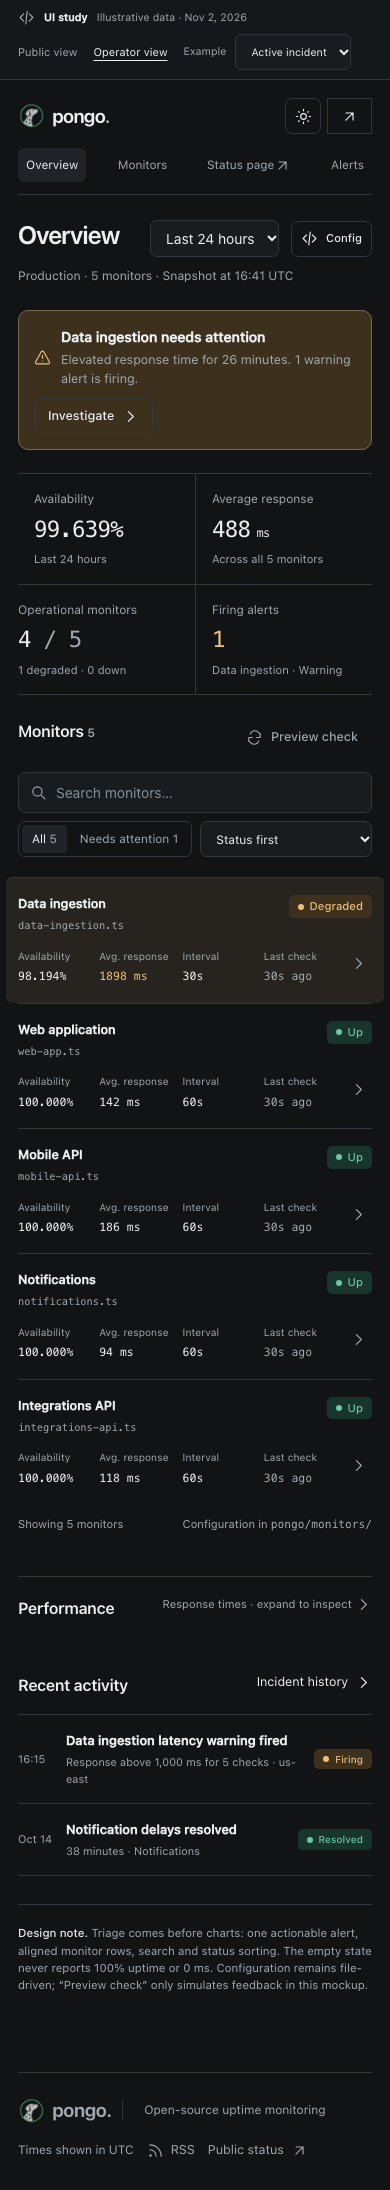 UI study Illustrative data · Nov 2, 2026
Public view Operator view Example Active incident
pongo.
Overview Monitors Status page Alerts
Overview Last 24 hours Config
Production · 5 monitors · Snapshot at 16:41 UTC
Data ingestion needs attention
Elevated response time for 26 minutes. 1 warning
alert is firing.
Investigate
Availability Average response
99.639% 488 ms
Last 24 hours Across all 5 monitors
Operational monitors Firing alerts
4 / 5 1
1 degraded · 0 down Data ingestion · Warning
Monitors 5 Preview check
Search monitors...
All 5 Needs attention 1 Status first
Data ingestion Degraded
data-ingestion.ts
Availability Avg. response Interval Last check
98.194% 1898 ms 30s 30s ago
Web application Up
web-app.ts
Availability Avg. response Interval Last check
100.000% 142 ms 60s 30s ago
Mobile API Up
mobile-api.ts
Availability Avg. response Interval Last check
100.000% 186 ms 60s 30s ago
Notifications Up
notifications.ts
Availability Avg. response Interval Last check
100.000% 94 ms 60s 30s ago
Integrations API Up
integrations-api.ts
Availability Avg. response Interval Last check
100.000% 118 ms 60s 30s ago
Showing 5 monitors Configuration in pongo/monitors/
Performance Response times · expand to inspect
Recent activity Incident history
Data ingestion latency warning fired
16:15 Response above 1,000 ms for 5 checks · us- Firing
east
Notification delays resolved
Oct 14 38 minutes · Notifications Resolved
Design note. Triage comes before charts: one actionable alert,
aligned monitor rows, search and status sorting. The empty state
never reports 100% uptime or 0 ms. Configuration remains file-
driven; “Preview check” only simulates feedback in this mockup.
pongo. Open-source uptime monitoring
Times shown in UTC RSS Public status